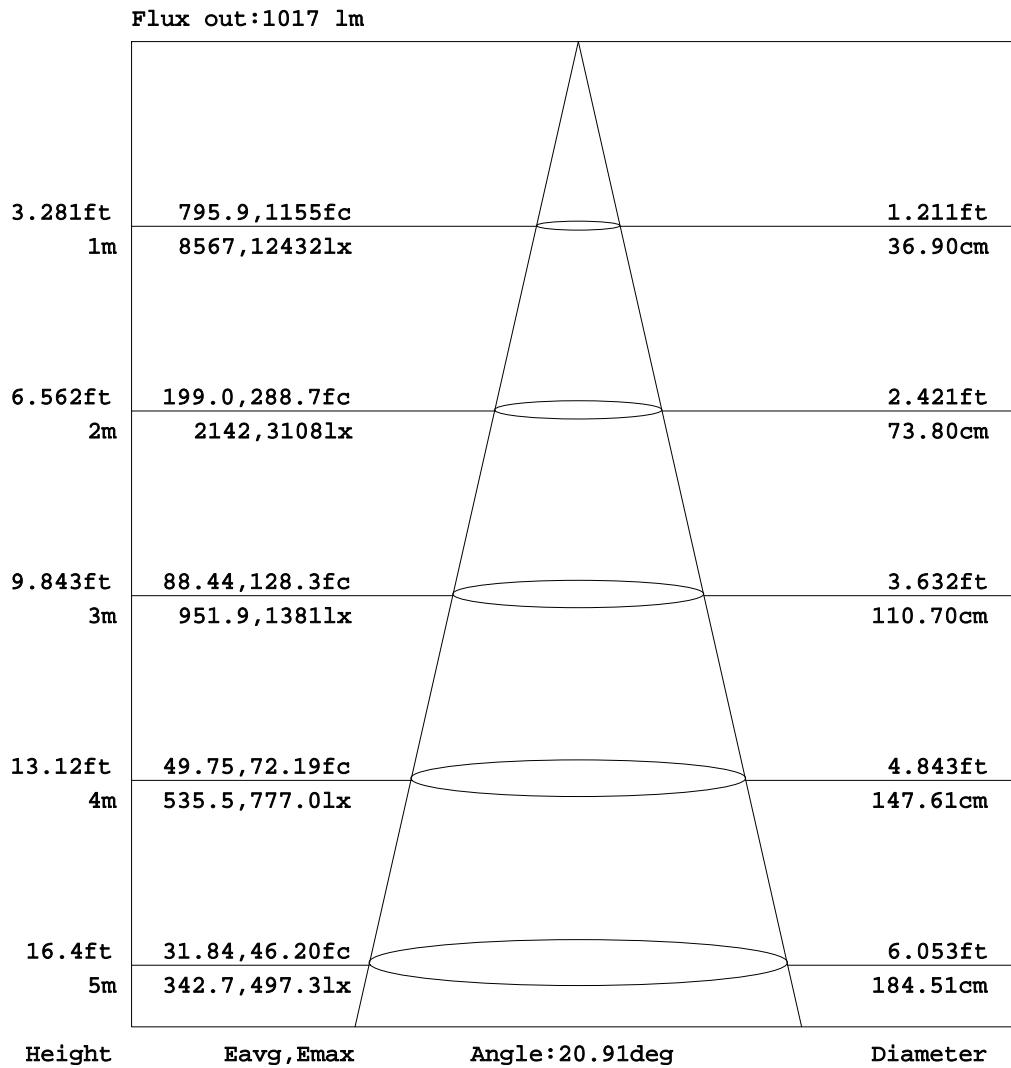 Flux out:1017 lm
3.281ft 795.9,1155fc 1.211ft
1m 8567,12432lx 36.90cm
6.562ft 199.0,288.7fc 2.421ft
2m 2142,3108lx 73.80cm
9.843ft 88.44,128.3fc 3.632ft
3m 951.9,1381lx 110.70cm
13.12ft 49.75,72.19fc 4.843ft
4m 535.5,777.0lx 147.61cm
16.4ft 31.84,46.20fc 6.053ft
5m 342.7,497.3lx 184.51cm
Height Eavg,Emax Angle:20.91deg Diameter